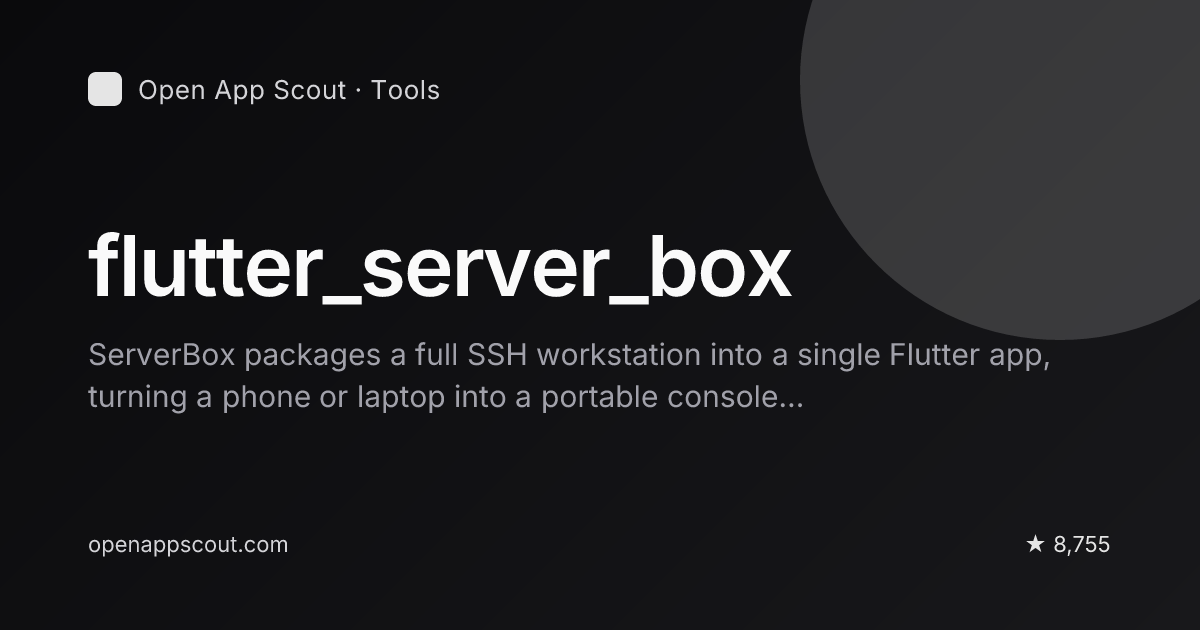 Open App Scout · Tools
flutter_server_box
ServerBox packages a full SSH workstation into a single Flutter app,
turning a phone or laptop into a portable console...
openappscout.com
★ 8,755